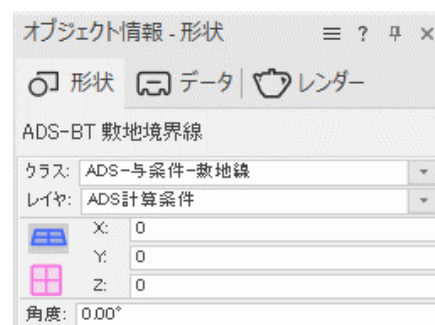 オブジェクト情報 - 形状 ?
形状 データ レンダー
ADS-BT 敷地境界線
クラス: ADS-与条件-敷地線
レイヤ: ADS計算条件
X: 0
Y: 0
Z: 0
角度: 0.00°